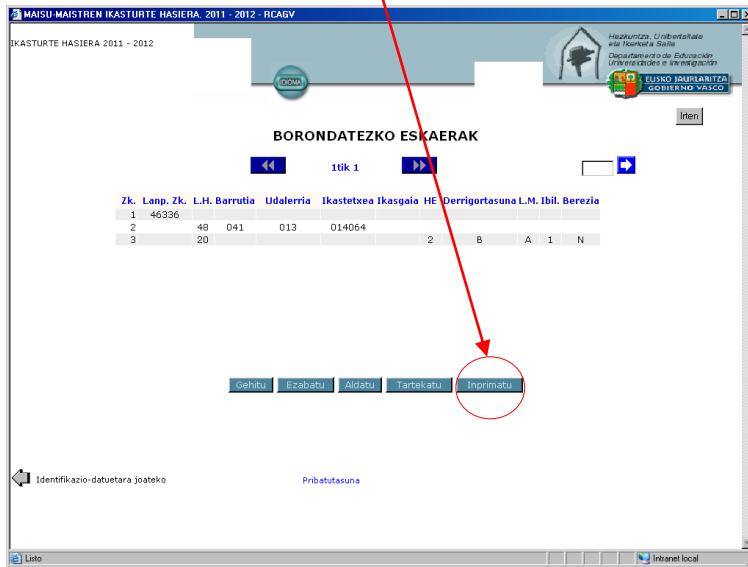 MAISU-MAISTREN IKASTURTE HASIERA. 2011 - 2012 - RCAGV
IKASTURTE HASIERA 2011 - 2012
Hezkuntza, Unibertsitate
eta Ikerketa Saila
Departamento de Educación
Universidades e Investigación
IDIOMA
EUSKO JAURLARITZA
GOBIERNO VASCO
Irten
BORONDATEZKO ESKAERAK
1tik 1
Zk. Lanp. Zk. L.H. Barrutia Udalerria Ikastetxea Ikasgaia HE Derrigortasuna L.M. Ibil. Berezia
1 46336
2 48 041 013 014064
3 20 2 B A 1 N
Gehitu Ezabatu Aldatu Tartekatu Inprimatu
Identifikazio-datuetara joateko Pribatutasuna
Listo Intranet local